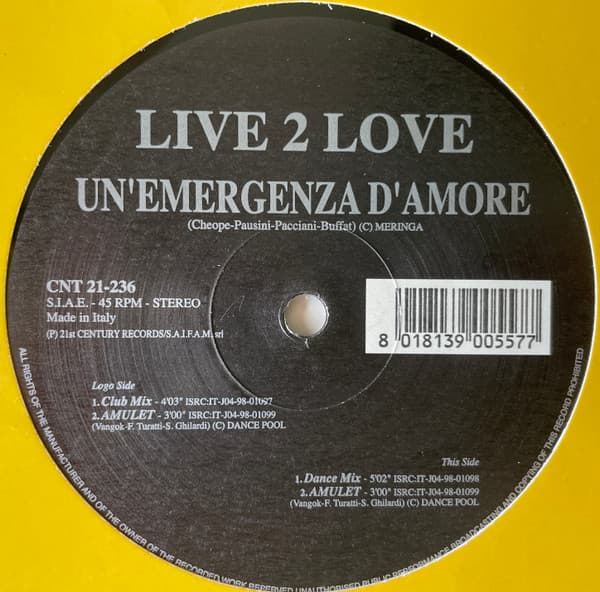 LIVE 2 LOVE
UN'EMERGENZA D'AMORE
(Cheope-Pausini-Pacciani-Buffat) (C) MERINGA
CNT 21-236
S.I.A.E. - 45 RPM - STEREO
Made in Italy
(P) 21st CENTURY RECORDS/S.A.I.F.A.M. srl
8 018139 005577
Logo Side
1. Club Mix - 4'03" ISRC:IT-J04-98-01097
2. AMULET - 3'00" ISRC:IT-J04-98-01099
(Vangok-F. Turatti-S. Ghilardi) (C) DANCE POOL
This Side
1. Dance Mix - 5'02" ISRC:IT-J04-98-01098
2. AMULET - 3'00" ISRC:IT-J04-98-01099
(Vangok-F. Turatti-S. Ghilardi) (C) DANCE POOL
ALL RIGHTS OF THE MANUFACTURER AND OF THE OWNER OF THE RECORDED WORK RESERVED UNAUTHORISED PUBLIC PERFORMANCE BROADCASTING AND COPYING OF THIS RECORD PROHIBITED